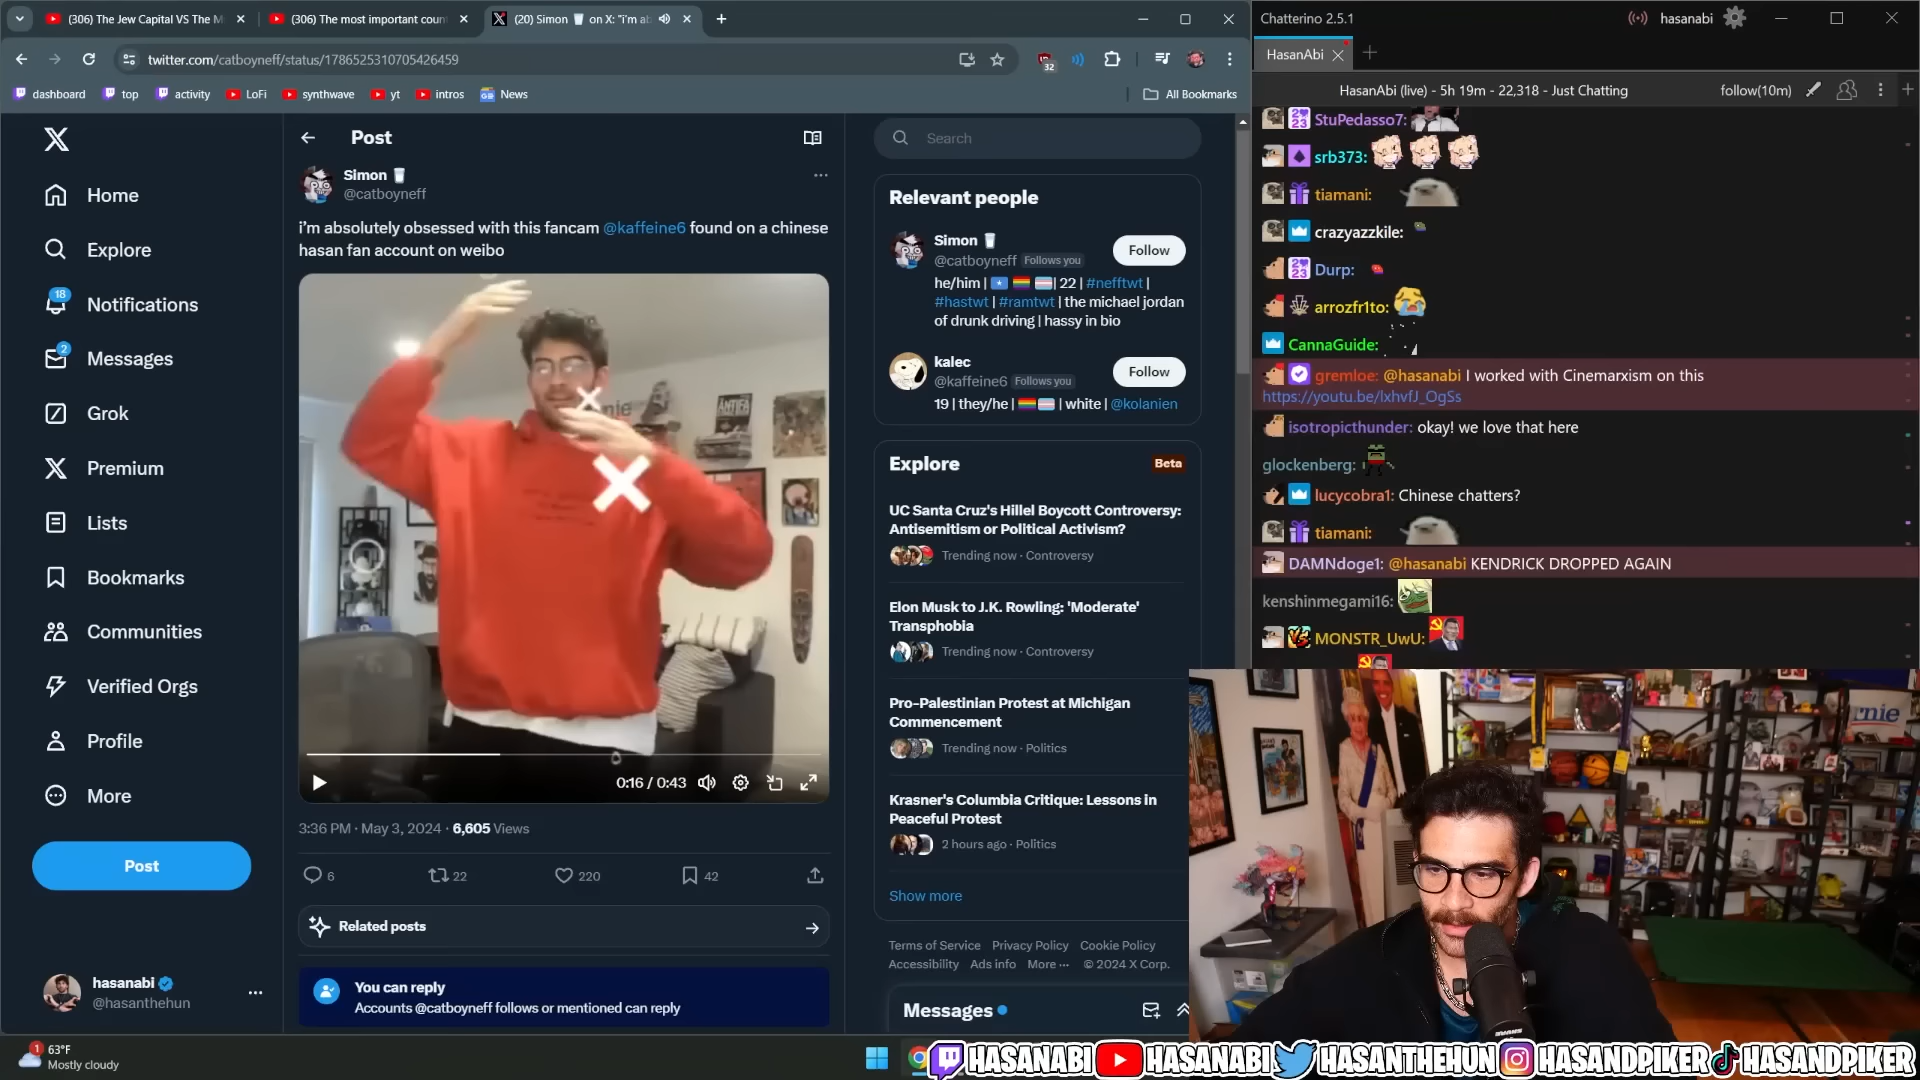 (306) The Jew Capital VS The M
(306) The most important coun
(20) Simon on X: "i'm ab
twitter.com/catboyneff/status/1786525310705426459
32
dashboard
top
activity
LoFi
synthwave
yt
intros
News
All Bookmarks
Home
Explore
18
Notifications
2
Messages
Grok
Premium
Lists
Bookmarks
Communities
Verified Orgs
Profile
More
Post
hasanabi
@hasanthehun
Post
Simon
@catboyneff
i'm absolutely obsessed with this fancam @kaffeine6 found on a chinese
hasan fan account on weibo
ANTIFA
0:16 / 0:43
3:36 PM · May 3, 2024 · 6,605 Views
6
22
220
42
Related posts
You can reply
Accounts @catboyneff follows or mentioned can reply
Search
Relevant people
Simon
@catboyneff Follows you
Follow
he/him | | 22 | #nefftwt |
#hastwt | #ramtwt | the michael jordan
of drunk driving | hassy in bio
kalec
@kaffeine6 Follows you
Follow
19 | they/he | | white | @kolanien
Explore
Beta
UC Santa Cruz's Hillel Boycott Controversy:
Antisemitism or Political Activism?
Trending now · Controversy
Elon Musk to J.K. Rowling: 'Moderate'
Transphobia
Trending now · Controversy
Pro-Palestinian Protest at Michigan
Commencement
Trending now · Politics
Krasner's Columbia Critique: Lessons in
Peaceful Protest
2 hours ago · Politics
Show more
Terms of Service Privacy Policy Cookie Policy
Accessibility Ads info More ··· © 2024 X Corp.
Messages
Chatterino 2.5.1
hasanabi
HasanAbi
HasanAbi (live) - 5h 19m - 22,318 - Just Chatting
follow(10m)
StuPedasso7:
srb373:
tiamani:
crazyazzkile:
Durp:
arrozfr1to:
CannaGuide:
gremloe: @hasanabi I worked with Cinemarxism on this
https://youtu.be/lxhvfJ_OgSs
isotropicthunder: okay! we love that here
glockenberg:
lucycobra1: Chinese chatters?
tiamani:
DAMNdoge1: @hasanabi KENDRICK DROPPED AGAIN
kenshinmegami16:
MONSTR_UwU:
1
63°F
Mostly cloudy
HASANABI
HASANABI
HASANTHEHUN
HASANDPIKER
HASANDPIKER